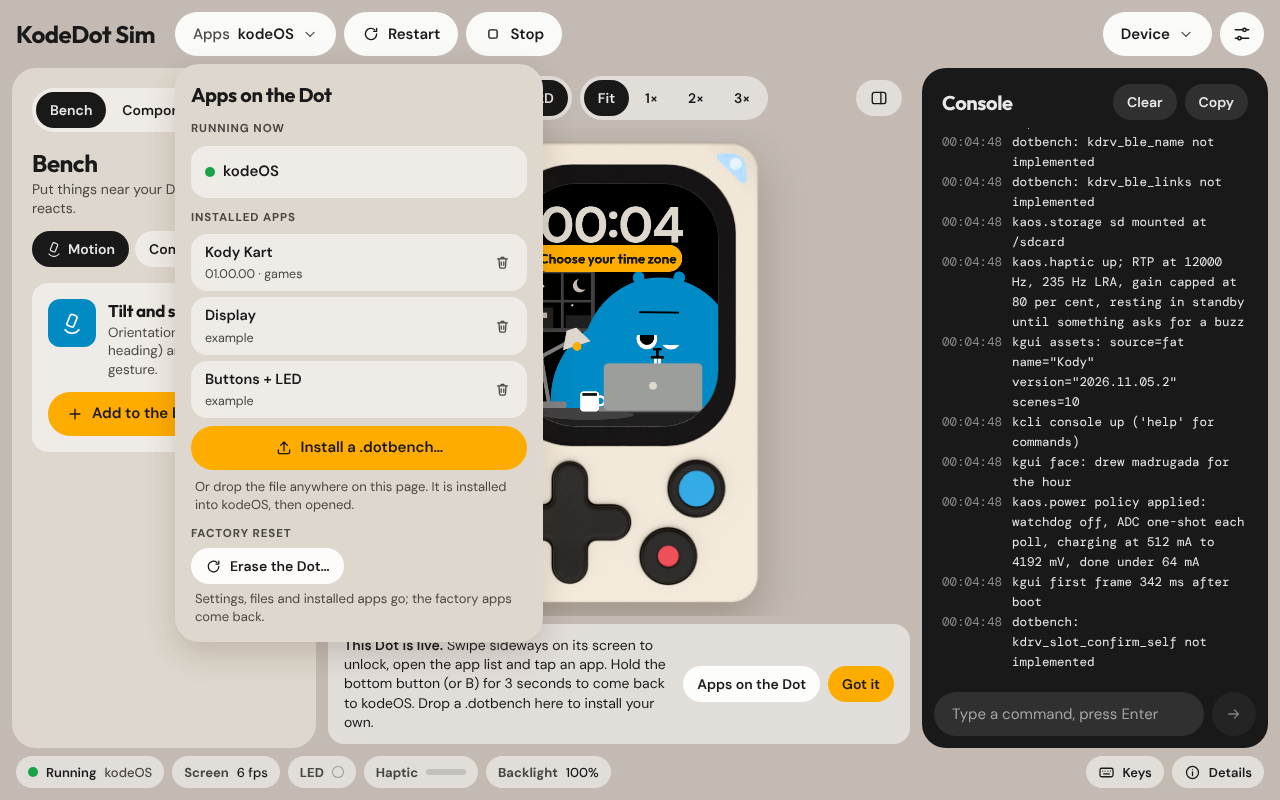 KodeDot Sim
Apps kodeOS
Restart
Stop
Device
Apps on the Dot
RUNNING NOW
kodeOS
INSTALLED APPS
Kody Kart
01.00.00 · games
Display
example
Buttons + LED
example
Install a .dotbench...
Or drop the file anywhere on this page. It is installed
into kodeOS, then opened.
FACTORY RESET
Erase the Dot...
Settings, files and installed apps go; the factory apps
come back.
Bench
Bench
Put things near your D
reacts.
Motion
Tilt and s
Orientation
heading) a
gesture.
Add to the
Fit
1×
2×
3×
00:04
Choose your time zone
This Dot is live. Swipe sideways on its screen to
unlock, open the app list and tap an app. Hold the
bottom button (or B) for 3 seconds to come back
to kodeOS. Drop a .dotbench here to install your
own.
Apps on the Dot
Got it
Console
Clear
Copy
00:04:48 dotbench: kdrv_ble_name not
implemented
00:04:48 dotbench: kdrv_ble_links not
implemented
00:04:48 kaos.storage sd mounted at
/sdcard
00:04:48 kaos.haptic up; RTP at 12000
Hz, 235 Hz LRA, gain capped at
80 per cent, resting in standby
until something asks for a buzz
00:04:48 kgui assets: source=fat
name="Kody"
version="2026.11.05.2"
scenes=10
00:04:48 kcli console up ('help' for
commands)
00:04:48 kgui face: drew madrugada for
the hour
00:04:48 kaos.power policy applied:
watchdog off, ADC one-shot each
poll, charging at 512 mA to
4192 mV, done under 64 mA
00:04:48 kgui first frame 342 ms after
boot
00:04:48 dotbench:
kdrv_slot_confirm_self not
implemented
Type a command, press Enter
Running kodeOS
Screen 6 fps
LED
Haptic
Backlight 100%
Keys
Details